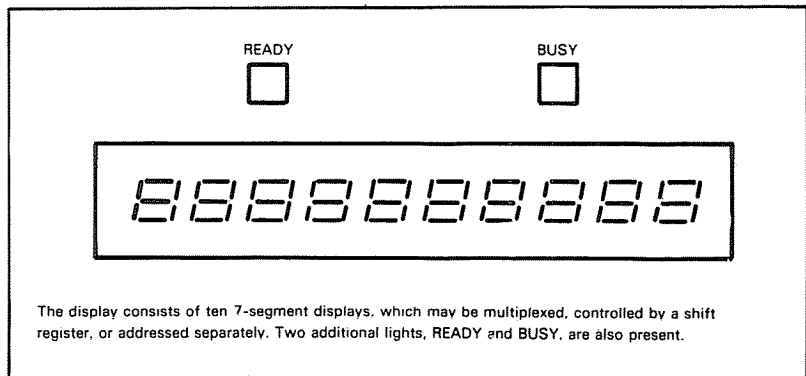 READY BUSY
The display consists of ten 7-segment displays, which may be multiplexed, controlled by a shift
register, or addressed separately. Two additional lights, READY and BUSY, are also present.